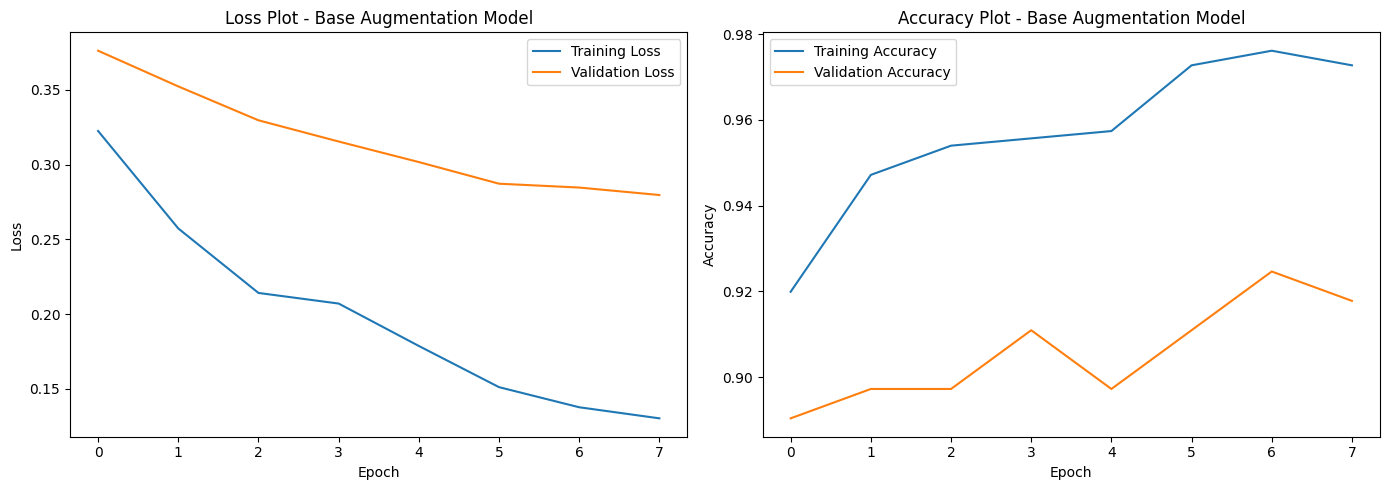 Loss Plot - Base Augmentation Model
Training Loss
Validation Loss
0.35
0.30
0.25
0.20
0.15
Loss
0 1 2 3 4 5 6 7
Epoch
Accuracy Plot - Base Augmentation Model
Training Accuracy
Validation Accuracy
0.98
0.96
0.94
0.92
0.90
Accuracy
0 1 2 3 4 5 6 7
Epoch